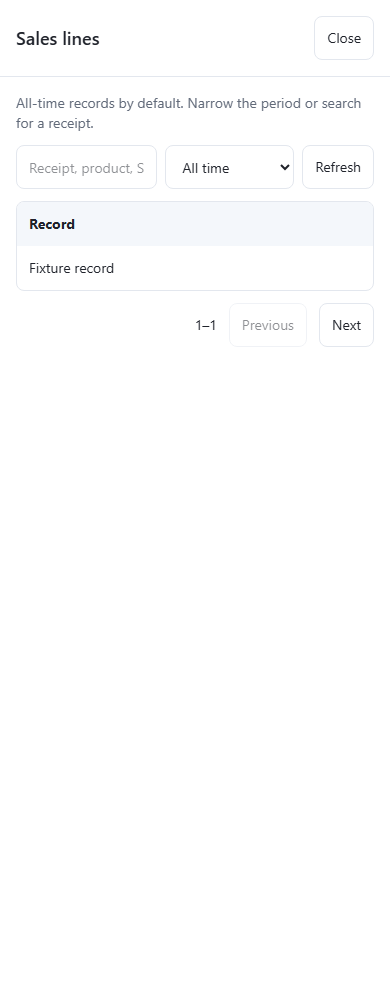 Sales lines
Close
All-time records by default. Narrow the period or search
for a receipt.
Receipt, product, S
All time
Refresh
Record
Fixture record
1–1
Previous
Next